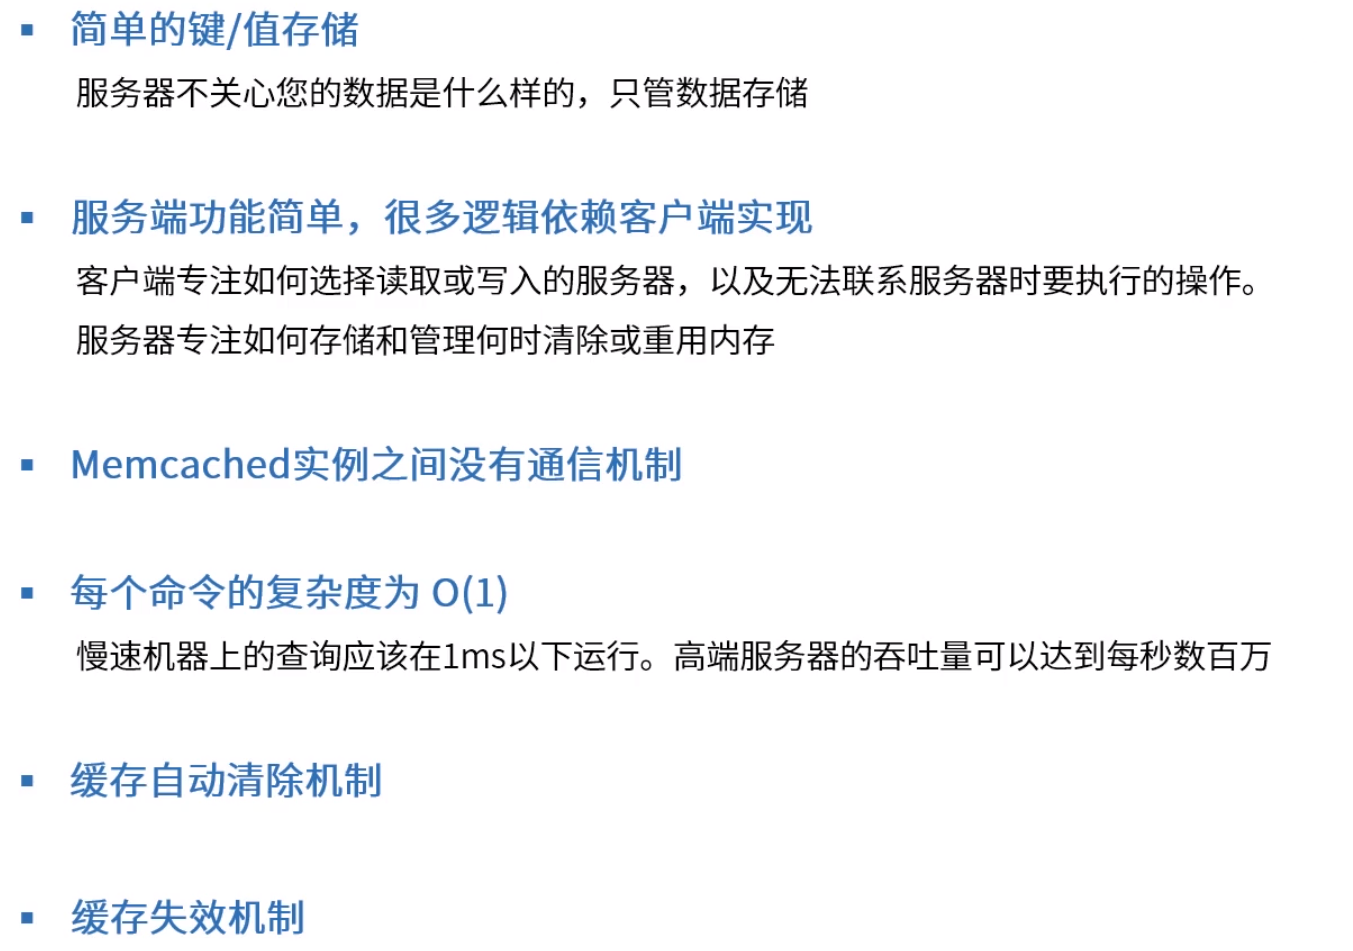 ▪ 简单的键/值存储
服务器不关心您的数据是什么样的，只管数据存储
▪ 服务端功能简单，很多逻辑依赖客户端实现
客户端专注如何选择读取或写入的服务器，以及无法联系服务器时要执行的操作。
服务器专注如何存储和管理何时清除或重用内存
▪ Memcached实例之间没有通信机制
▪ 每个命令的复杂度为 O(1)
慢速机器上的查询应该在1ms以下运行。高端服务器的吞吐量可以达到每秒数百万
▪ 缓存自动清除机制
▪ 缓存失效机制